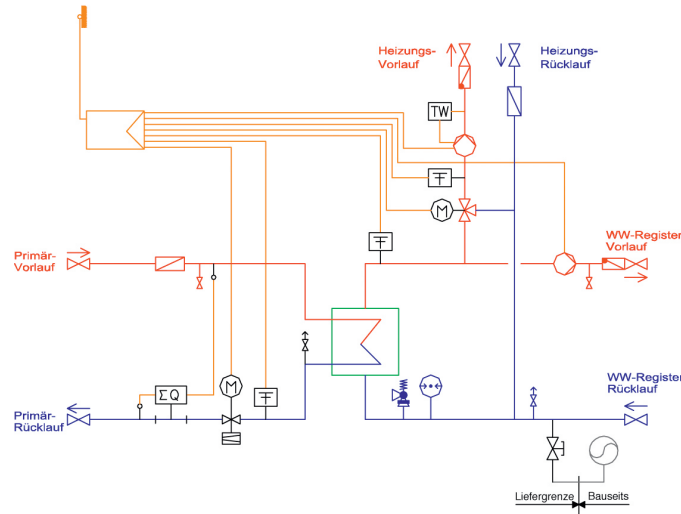 Heizungs-
Vorlauf
Heizungs-
Rücklauf
TW
M
Primär-
Vorlauf
WW-Register
Vorlauf
ΣQ
M
Primär-
Rücklauf
WW-Register
Rücklauf
Liefergrenze
Bauseits